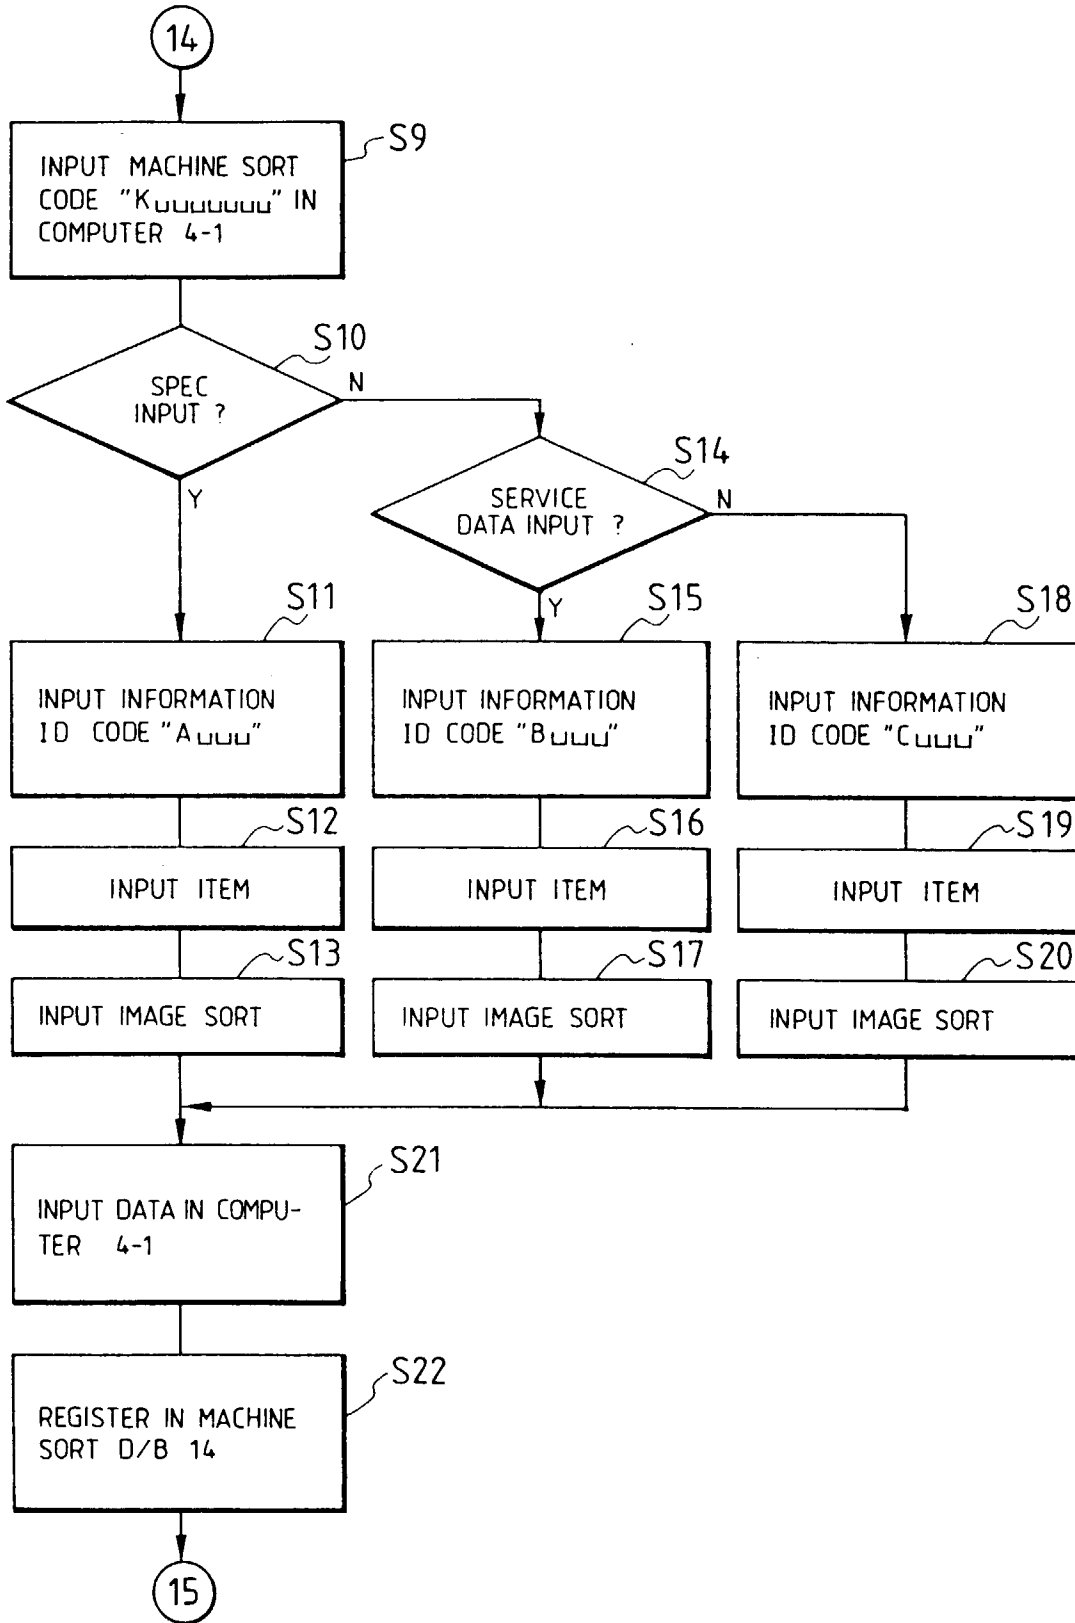 14
S9
INPUT MACHINE SORT
CODE "K␣␣␣␣␣␣␣" IN
COMPUTER 4-1
S10
SPEC
INPUT ?
N
Y
S14
SERVICE
DATA INPUT ?
N
Y
S11
INPUT INFORMATION
ID CODE "A␣␣␣"
S15
INPUT INFORMATION
ID CODE "B␣␣␣"
S18
INPUT INFORMATION
ID CODE "C␣␣␣"
S12
INPUT ITEM
S16
INPUT ITEM
S19
INPUT ITEM
S13
INPUT IMAGE SORT
S17
INPUT IMAGE SORT
S20
INPUT IMAGE SORT
S21
INPUT DATA IN COMPU-
TER 4-1
S22
REGISTER IN MACHINE
SORT D/B 14
15